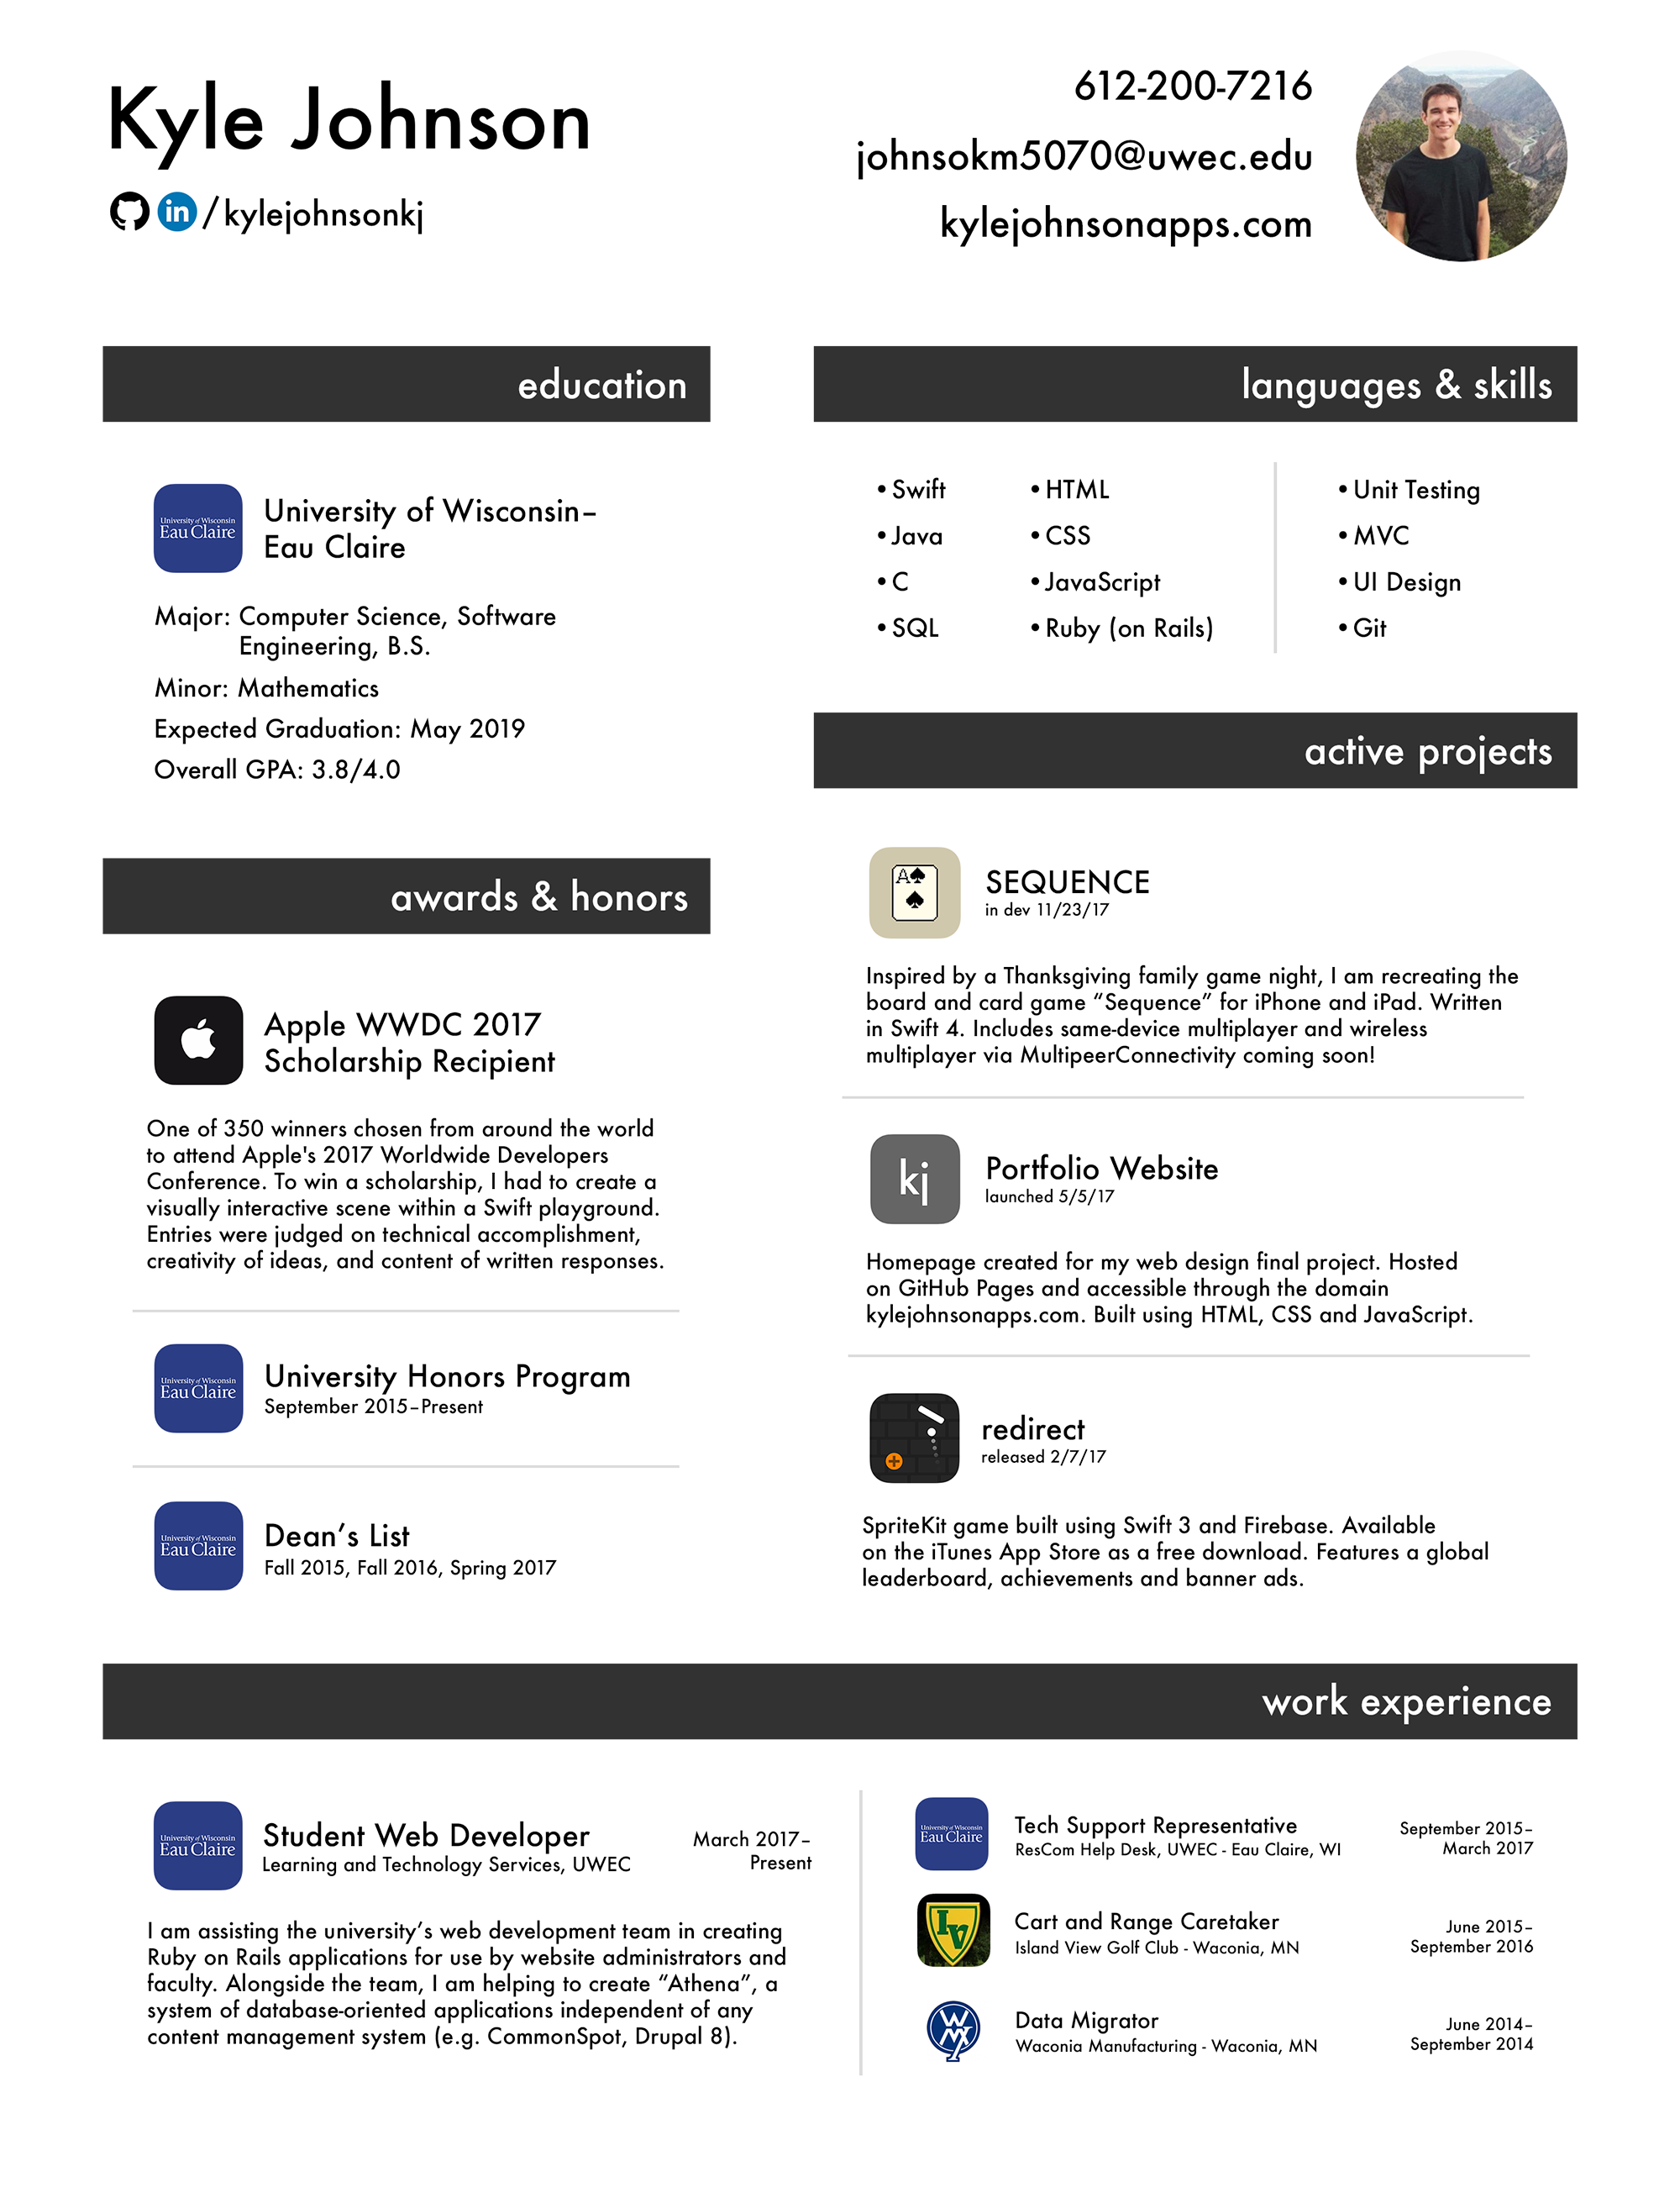 Kyle Johnson
/kylejohnsonkj
612-200-7216
johnsokm5070@uwec.edu
kylejohnsonapps.com
education
University of Wisconsin
Eau Claire
University of Wisconsin–
Eau Claire
Major: Computer Science, Software
Engineering, B.S.
Minor: Mathematics
Expected Graduation: May 2019
Overall GPA: 3.8/4.0
awards & honors
Apple WWDC 2017
Scholarship Recipient
One of 350 winners chosen from around the world
to attend Apple's 2017 Worldwide Developers
Conference. To win a scholarship, I had to create a
visually interactive scene within a Swift playground.
Entries were judged on technical accomplishment,
creativity of ideas, and content of written responses.
University of Wisconsin
Eau Claire
University Honors Program
September 2015–Present
University of Wisconsin
Eau Claire
Dean’s List
Fall 2015, Fall 2016, Spring 2017
languages & skills
• Swift
• Java
• C
• SQL
• HTML
• CSS
• JavaScript
• Ruby (on Rails)
• Unit Testing
• MVC
• UI Design
• Git
active projects
A
SEQUENCE
in dev 11/23/17
Inspired by a Thanksgiving family game night, I am recreating the
board and card game “Sequence” for iPhone and iPad. Written
in Swift 4. Includes same-device multiplayer and wireless
multiplayer via MultipeerConnectivity coming soon!
kj
Portfolio Website
launched 5/5/17
Homepage created for my web design final project. Hosted
on GitHub Pages and accessible through the domain
kylejohnsonapps.com. Built using HTML, CSS and JavaScript.
redirect
released 2/7/17
SpriteKit game built using Swift 3 and Firebase. Available
on the iTunes App Store as a free download. Features a global
leaderboard, achievements and banner ads.
work experience
University of Wisconsin
Eau Claire
Student Web Developer
Learning and Technology Services, UWEC
March 2017–
Present
I am assisting the university’s web development team in creating
Ruby on Rails applications for use by website administrators and
faculty. Alongside the team, I am helping to create “Athena”, a
system of database-oriented applications independent of any
content management system (e.g. CommonSpot, Drupal 8).
University of Wisconsin
Eau Claire
Tech Support Representative
ResCom Help Desk, UWEC - Eau Claire, WI
September 2015–
March 2017
IV
Cart and Range Caretaker
Island View Golf Club - Waconia, MN
June 2015–
September 2016
Data Migrator
Waconia Manufacturing - Waconia, MN
June 2014–
September 2014